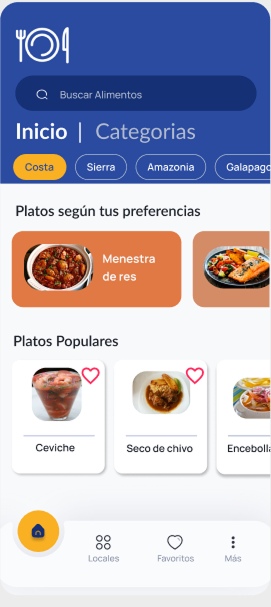 Buscar Alimentos
Inicio | Categorias
Costa Sierra Amazonia Galapago
Platos según tus preferencias
Menestra
de res
Platos Populares
Ceviche Seco de chivo Encebolla
Locales Favoritos Más